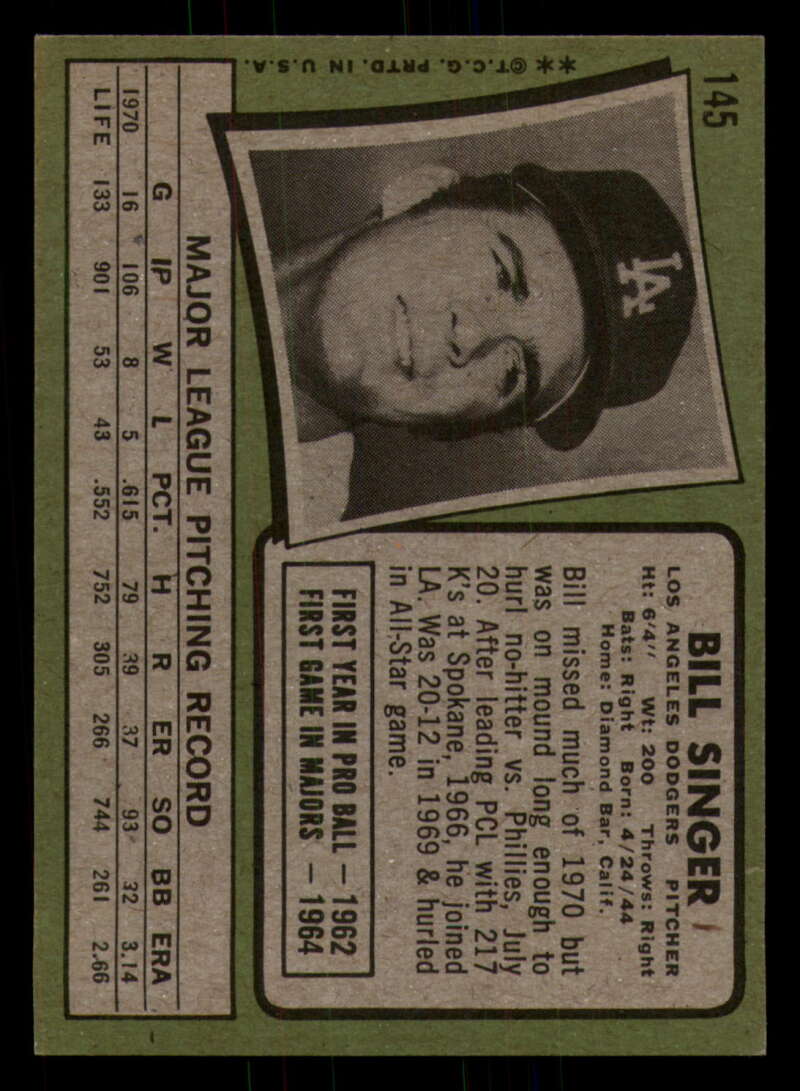 145
**©T.C.G. PRTD. IN U.S.A.
LA
BILL SINGER
LOS ANGELES DODGERS PITCHER
Ht: 6'4" Wt: 200 Throws: Right
Bats: Right Born: 4/24/44
Home: Diamond Bar, Calif.
Bill missed much of 1970 but
was on mound long enough to
hurl no-hitter vs. Phillies, July
20. After leading PCL with 217
K's at Spokane, 1966, he joined
LA. Was 20-12 in 1969 & hurled
in All-Star game.
FIRST YEAR IN PRO BALL — 1962
FIRST GAME IN MAJORS — 1964
MAJOR LEAGUE PITCHING RECORD
G IP W L PCT. H R ER SO BB ERA
1970 16 106 8 5 .615 79 39 37 93 32 3.14
LIFE 133 901 53 43 .552 752 305 266 744 261 2.66